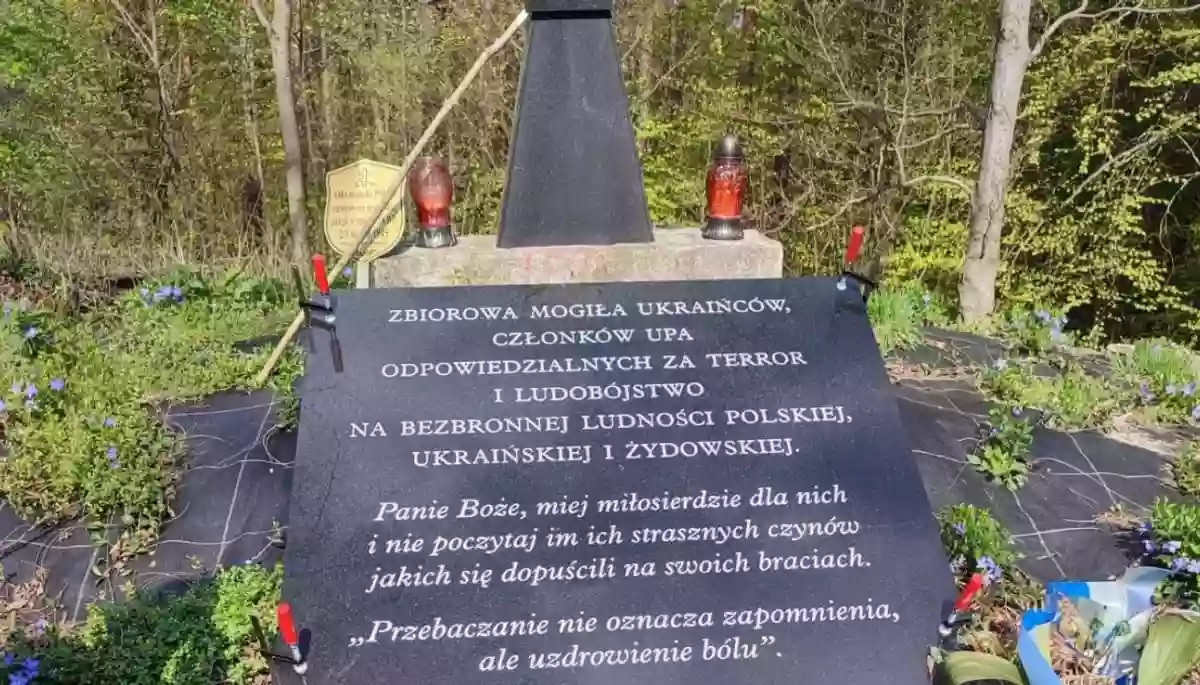 ZBIOROWA MOGIŁA UKRAIŃCÓW,
CZŁONKÓW UPA
ODPOWIEDZIALNYCH ZA TERROR
I LUDOBÓJSTWO
NA BEZBRONNEJ LUDNOŚCI POLSKIEJ,
UKRAIŃSKIEJ I ŻYDOWSKIEJ.
Panie Boże, miej miłosierdzie dla nich
i nie poczytaj im ich strasznych czynów
jakich się dopuścili na swoich braciach.
„Przebaczanie nie oznacza zapomnienia,
ale uzdrowienie bólu”.